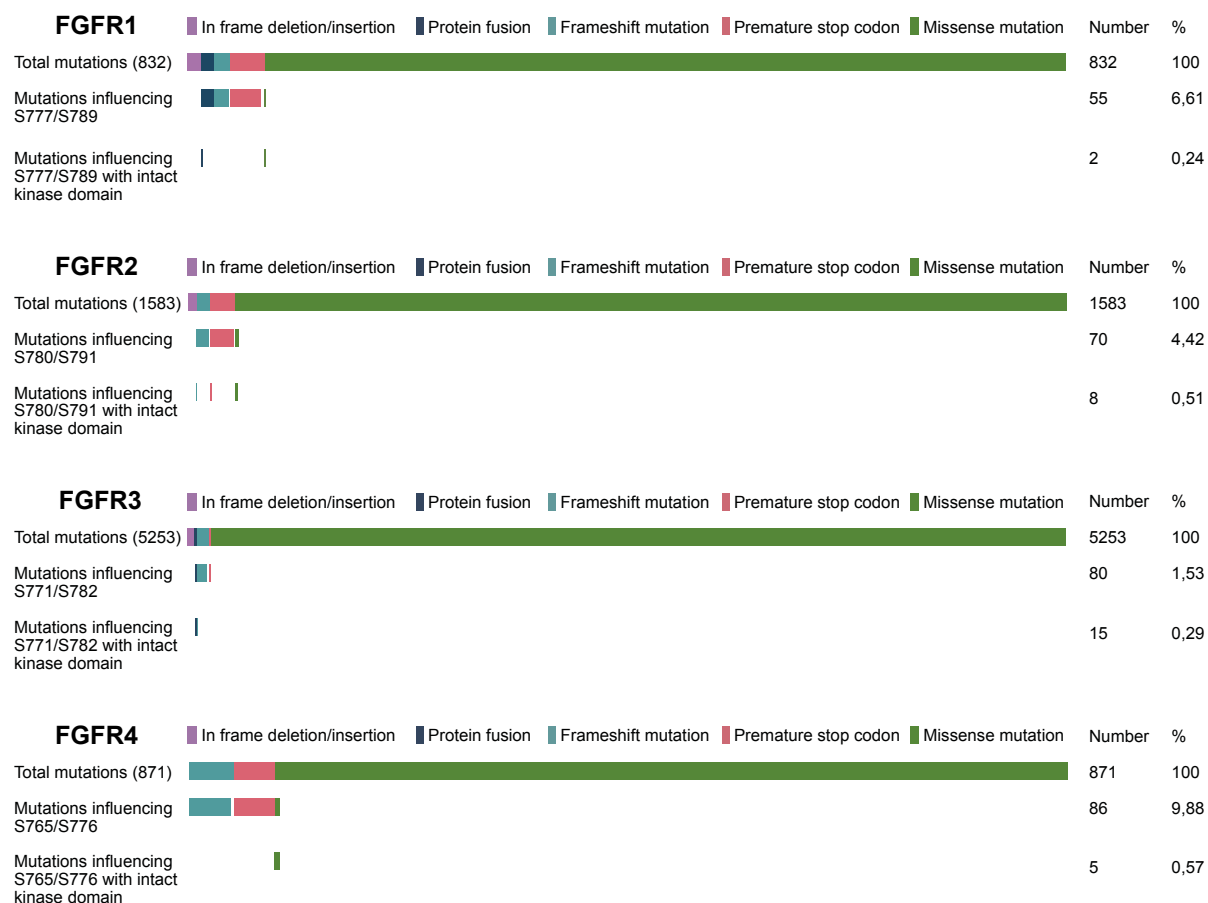 FGFR1 In frame deletion/insertion Protein fusion Frameshift mutation Premature stop codon Missense mutation Number %
Total mutations (832) 832 100
Mutations influencing 55 6,61
S777/S789
Mutations influencing 2 0,24
S777/S789 with intact
kinase domain
FGFR2 In frame deletion/insertion Protein fusion Frameshift mutation Premature stop codon Missense mutation Number %
Total mutations (1583) 1583 100
Mutations influencing 70 4,42
S780/S791
Mutations influencing 8 0,51
S780/S791 with intact
kinase domain
FGFR3 In frame deletion/insertion Protein fusion Frameshift mutation Premature stop codon Missense mutation Number %
Total mutations (5253) 5253 100
Mutations influencing 80 1,53
S771/S782
Mutations influencing 15 0,29
S771/S782 with intact
kinase domain
FGFR4 In frame deletion/insertion Protein fusion Frameshift mutation Premature stop codon Missense mutation Number %
Total mutations (871) 871 100
Mutations influencing 86 9,88
S765/S776
Mutations influencing 5 0,57
S765/S776 with intact
kinase domain